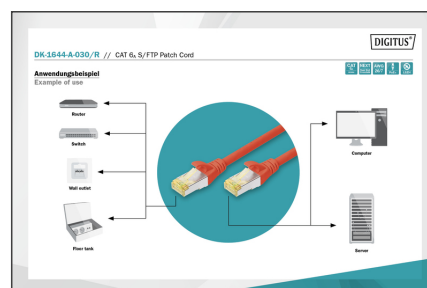 DIGITUS®
DK-1644-A-030/R // CAT 6A S/FTP Patch Cord
Anwendungsbeispiel
Example of use
Router
Switch
Wall outlet
Floor tank
Computer
Server